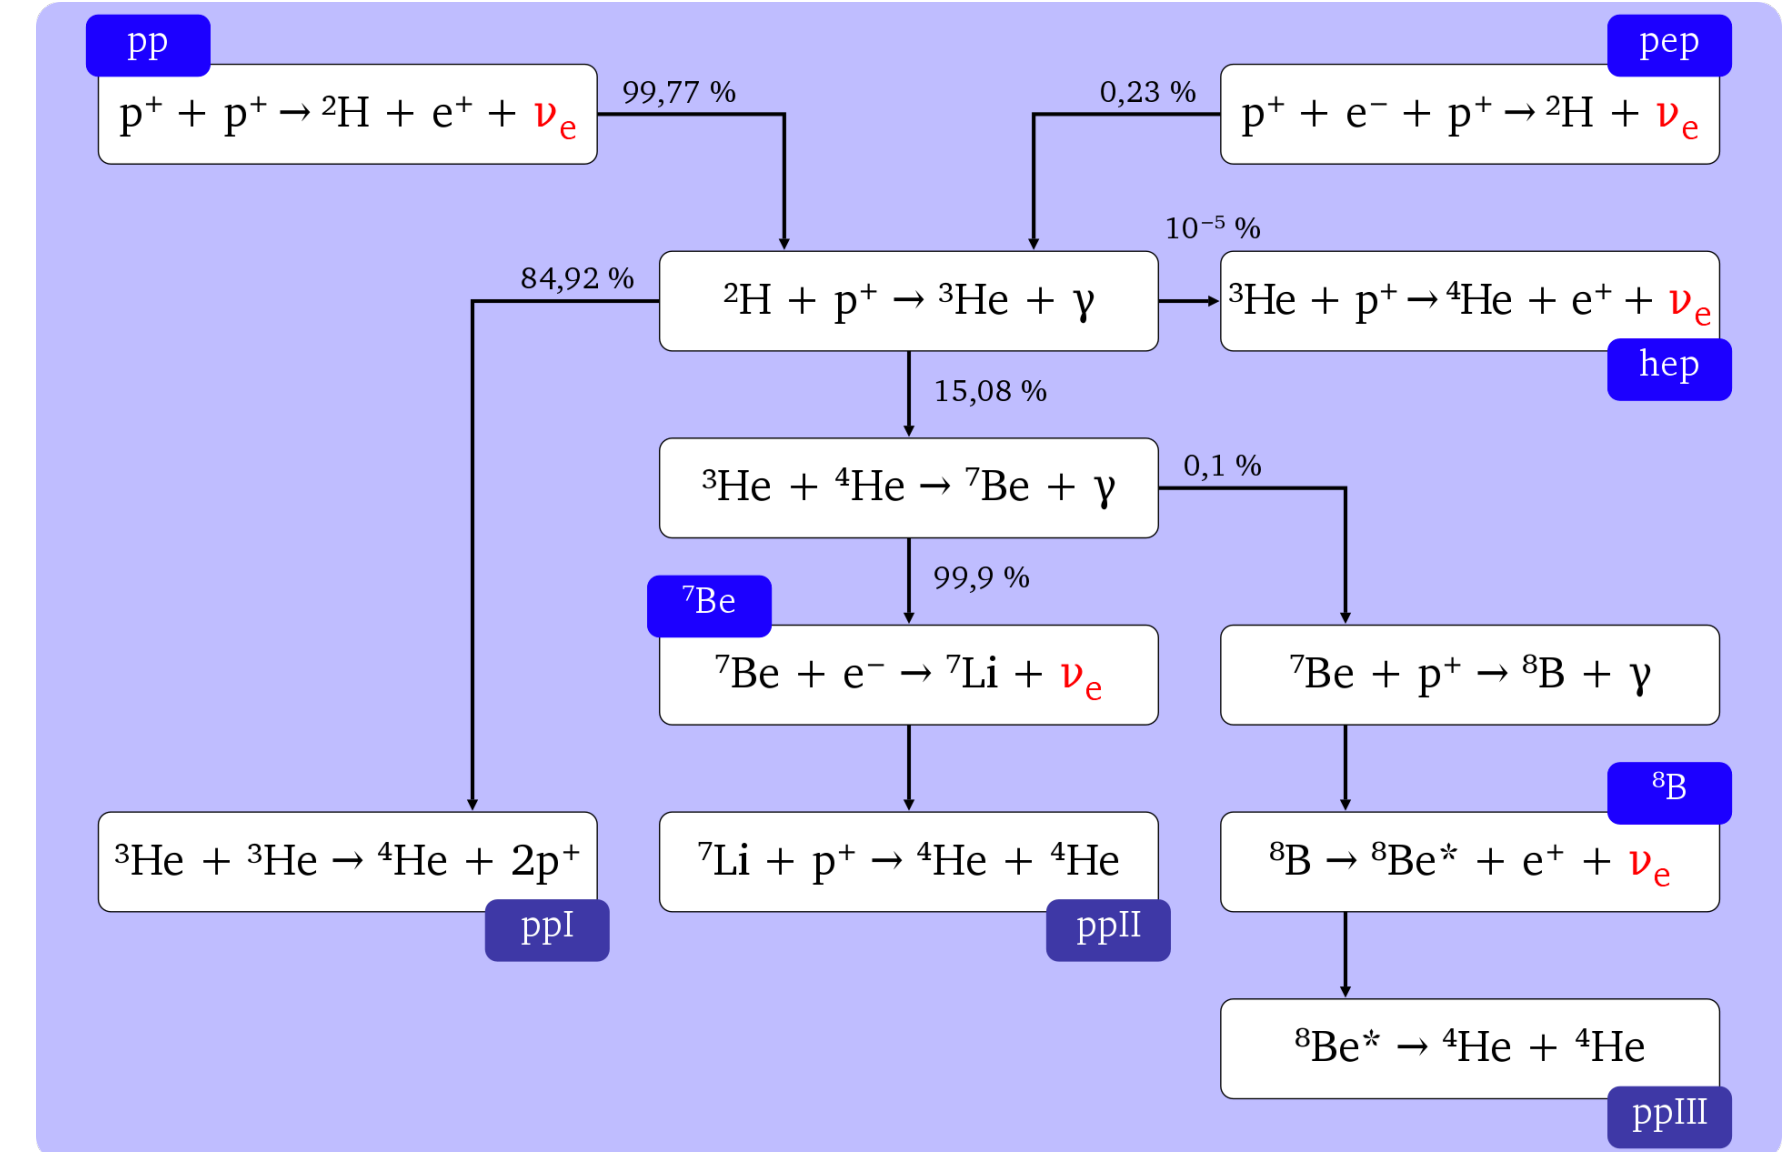 pp
pep
p⁺ + p⁺ → ²H + e⁺ + νₑ
99,77 %
0,23 %
p⁺ + e⁻ + p⁺ → ²H + νₑ
10⁻⁵ %
84,92 %
²H + p⁺ → ³He + γ
³He + p⁺ → ⁴He + e⁺ + νₑ
hep
15,08 %
³He + ⁴He → ⁷Be + γ
0,1 %
99,9 %
⁷Be
⁷Be + e⁻ → ⁷Li + νₑ
⁷Be + p⁺ → ⁸B + γ
⁸B
³He + ³He → ⁴He + 2p⁺
⁷Li + p⁺ → ⁴He + ⁴He
⁸B → ⁸Be* + e⁺ + νₑ
ppI
ppII
⁸Be* → ⁴He + ⁴He
ppIII